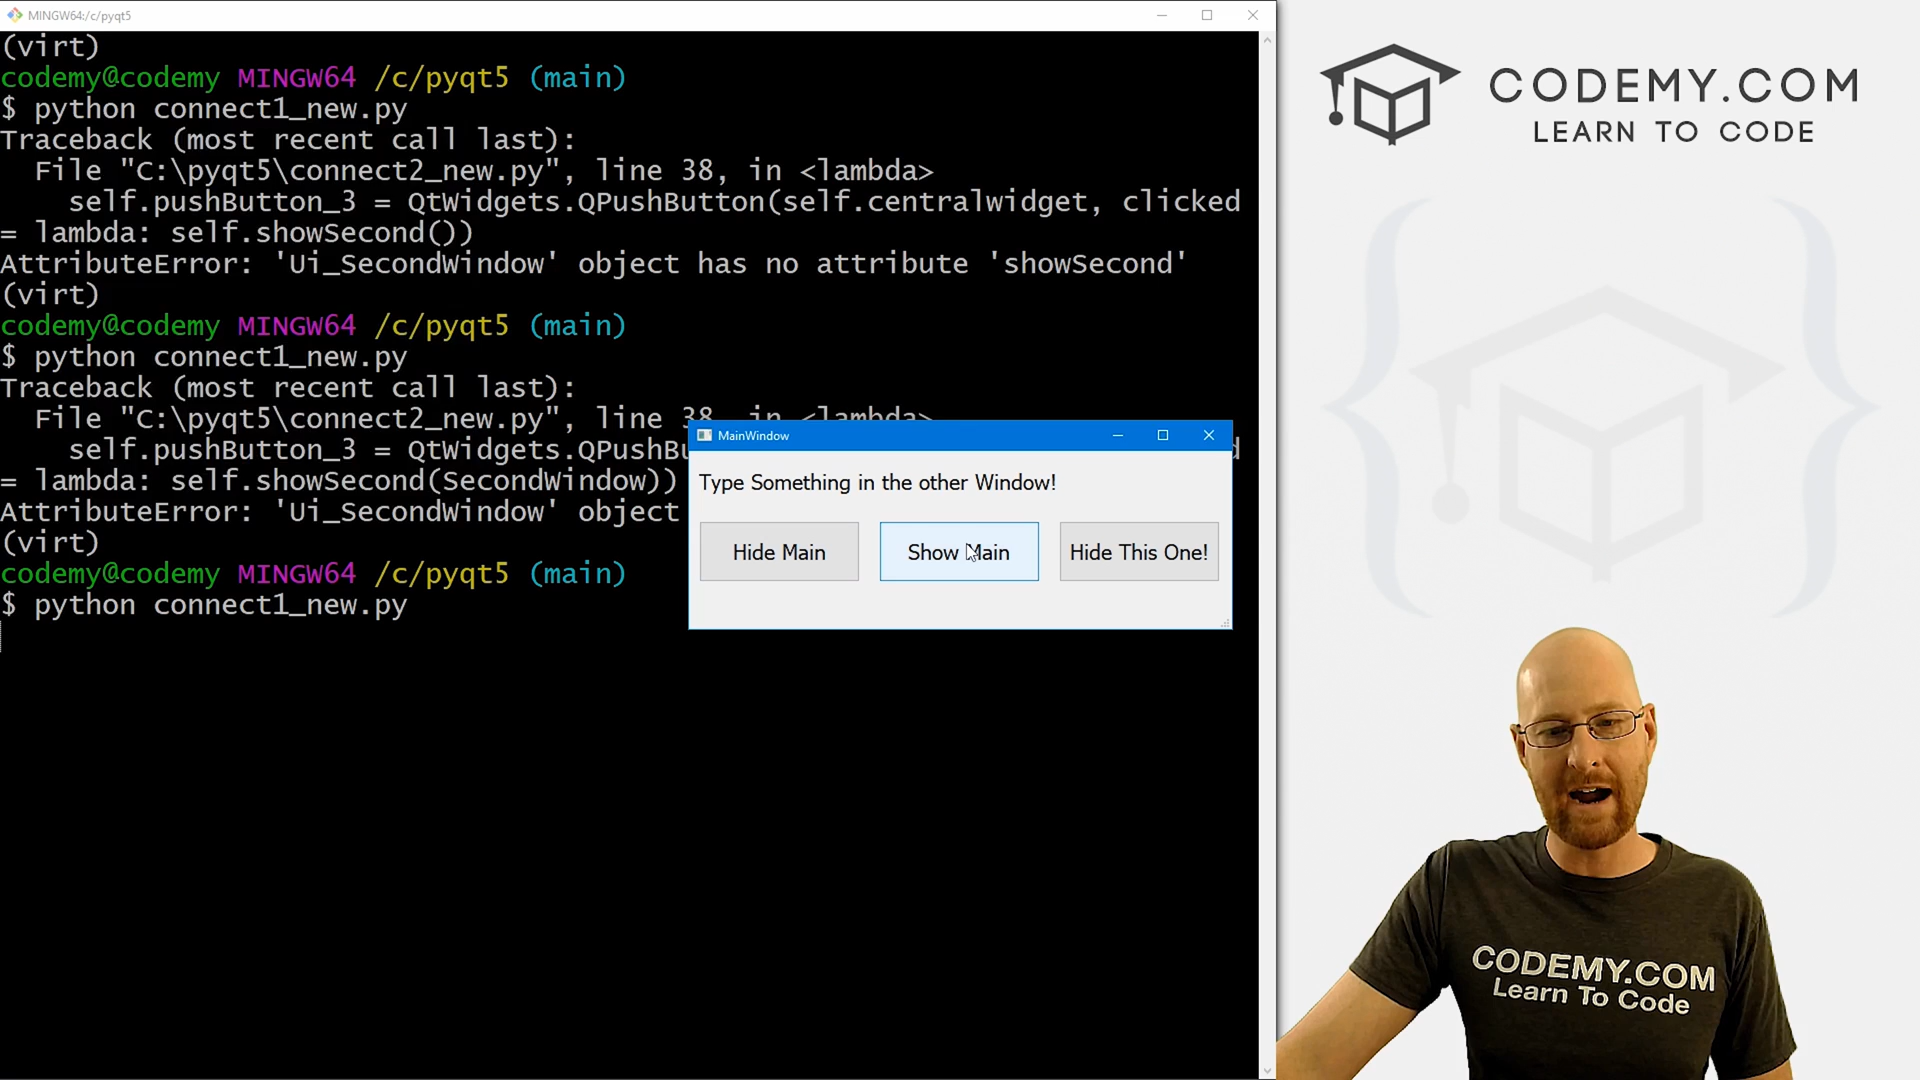 MINGW64:/c/pyqt5
(virt)
codemy@codemy MINGW64 /c/pyqt5 (main)
$ python connect1_new.py
Traceback (most recent call last):
File "C:\pyqt5\connect2_new.py", line 38, in <lambda>
self.pushButton_3 = QtWidgets.QPushButton(self.centralwidget, clicked
= lambda: self.showSecond())
AttributeError: 'Ui_SecondWindow' object has no attribute 'showSecond'
(virt)
codemy@codemy MINGW64 /c/pyqt5 (main)
$ python connect1_new.py
Traceback (most recent call last):
File "C:\pyqt5\connect2_new.py", line 38, in <lambda>
self.pushButton_3 = QtWidgets.QPushBu
= lambda: self.showSecond(SecondWindow))
AttributeError: 'Ui_SecondWindow' object
(virt)
codemy@codemy MINGW64 /c/pyqt5 (main)
$ python connect1_new.py
MainWindow
Type Something in the other Window!
Hide Main
Show Main
Hide This One!
CODEMY.COM
LEARN TO CODE
CODEMY.COM
Learn To Code